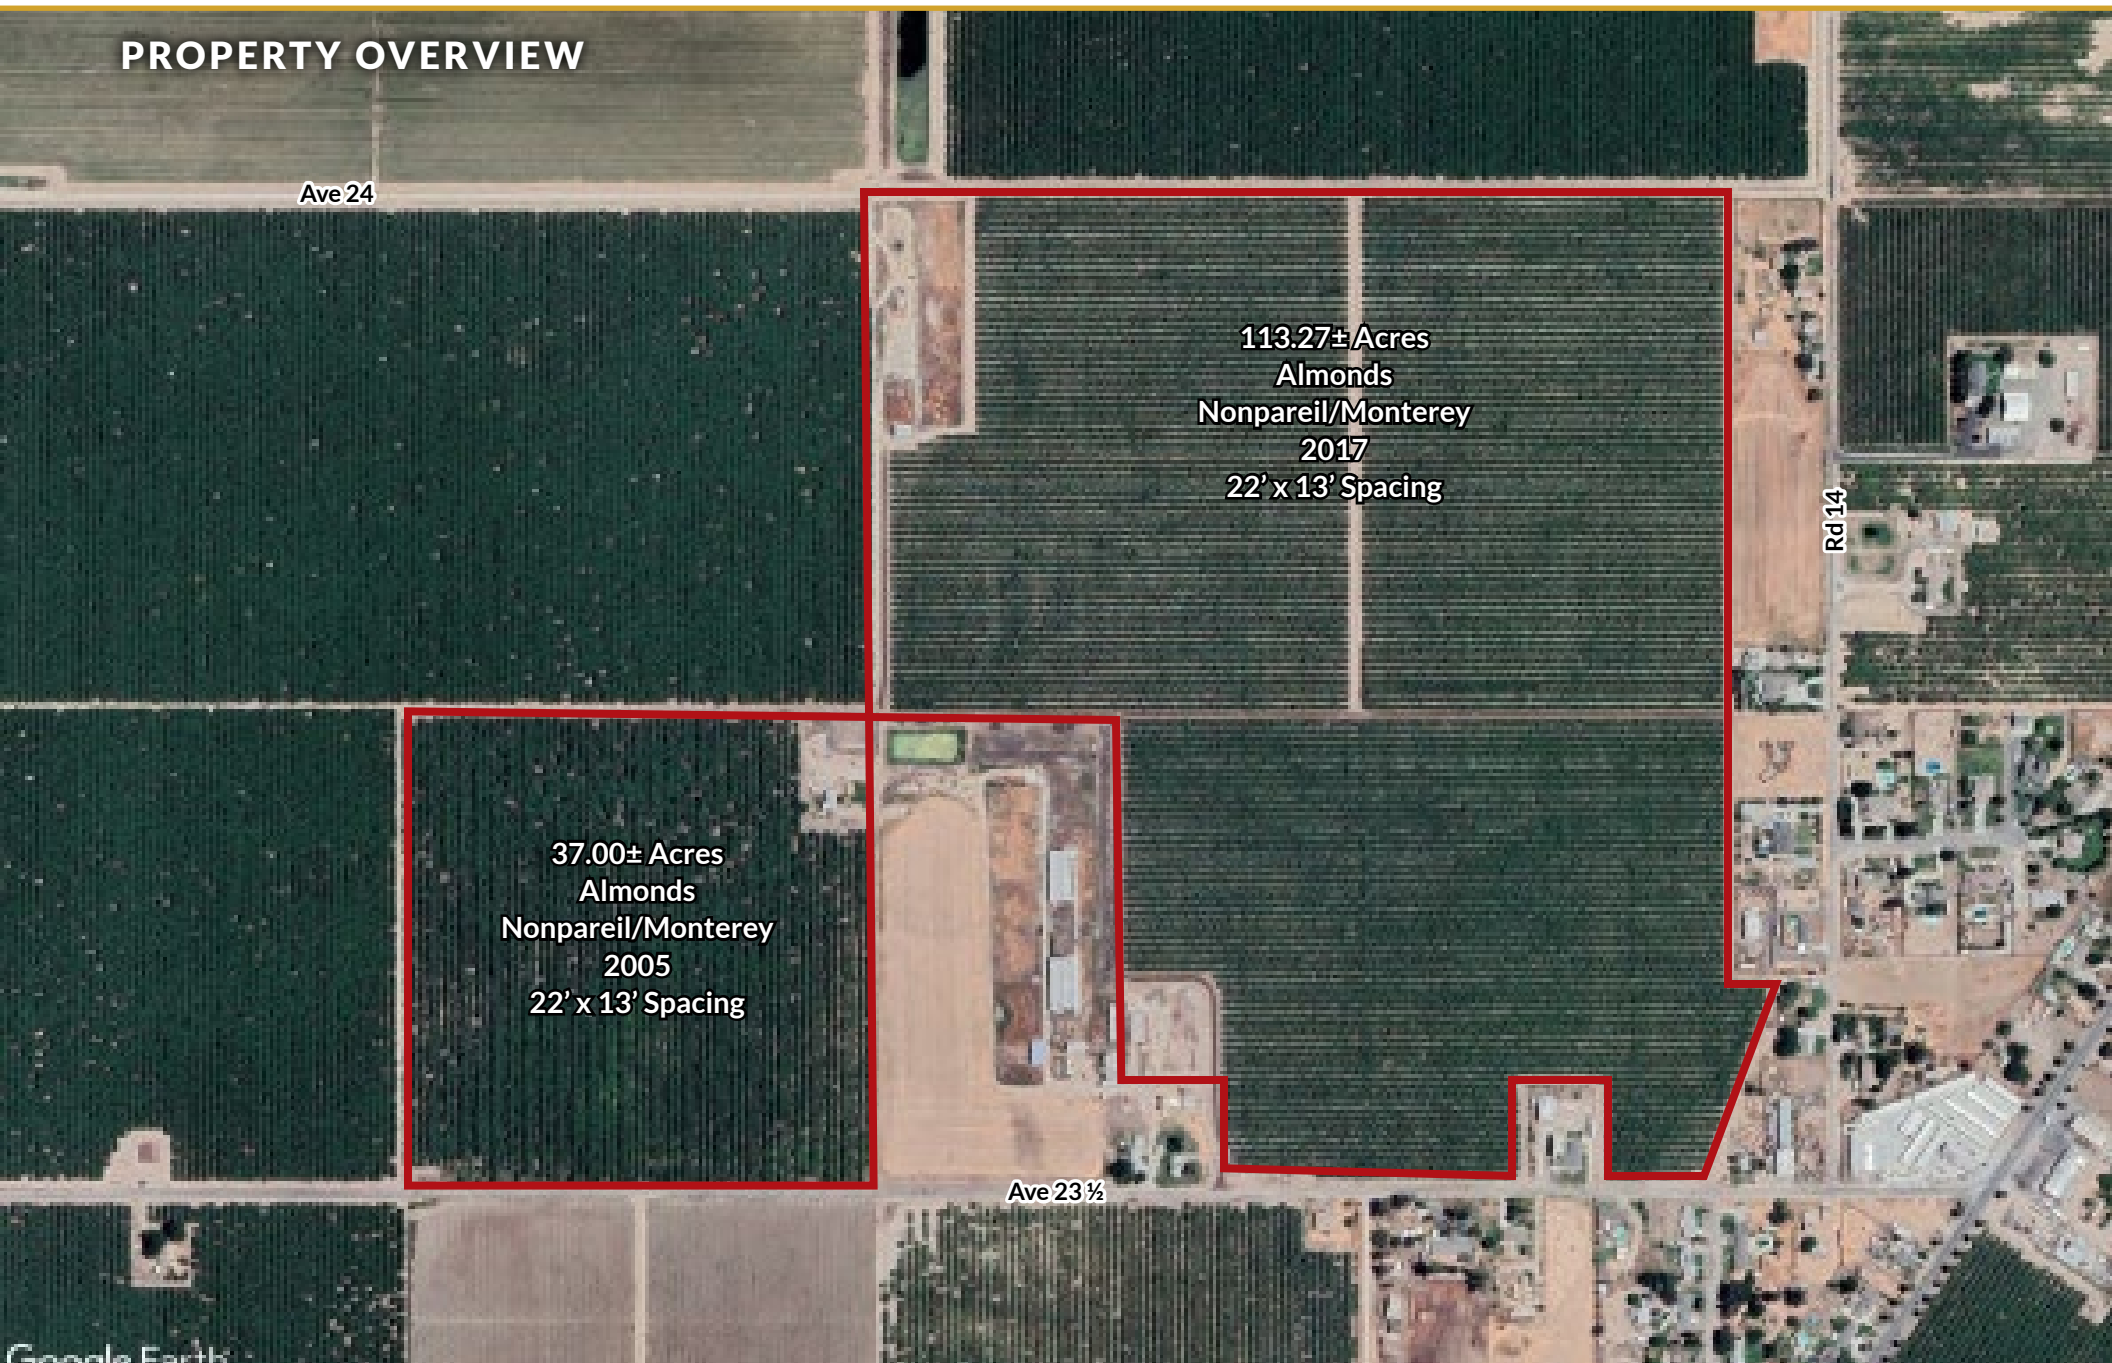 PROPERTY OVERVIEW
Ave 24
113.27± Acres
Almonds
Nonpareil/Monterey
2017
22’ x 13’ Spacing
Rd 14
37.00± Acres
Almonds
Nonpareil/Monterey
2005
22’ x 13’ Spacing
Ave 23 ½
Google Earth